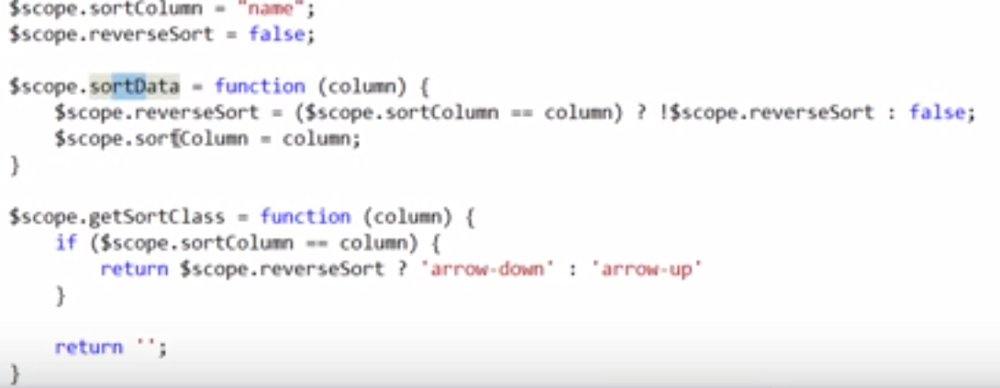 $scope.sortColumn = "name";
$scope.reverseSort = false;
$scope.sortData = function (column) {
$scope.reverseSort = ($scope.sortColumn == column) ? !$scope.reverseSort : false;
$scope.sortColumn = column;
}
$scope.getSortClass = function (column) {
if ($scope.sortColumn == column) {
return $scope.reverseSort ? 'arrow-down' : 'arrow-up'
}
return '';
}